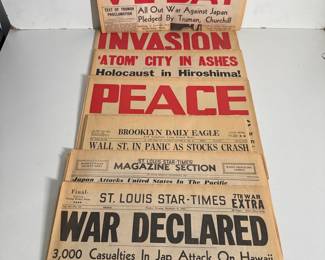 TEXT OF TRUMAN
PROCLAMATION
All Out War Against Japan
Pledged By Truman, Churchill
INVASION
'ATOM' CITY IN ASHES
Holocaust in Hiroshima!
PEACE
BROOKLYN DAILY EAGLE
WALL ST. IN PANIC AS STOCKS CRASH
ST. LOUIS STAR-TIMES
MAGAZINE SECTION
Japan Attacks United States In The Pacific
Final
ST. LOUIS STAR-TIMES
7TH WAR
EXTRA
WAR DECLARED
3,000 Casualties In Jap Attack On Hawaii